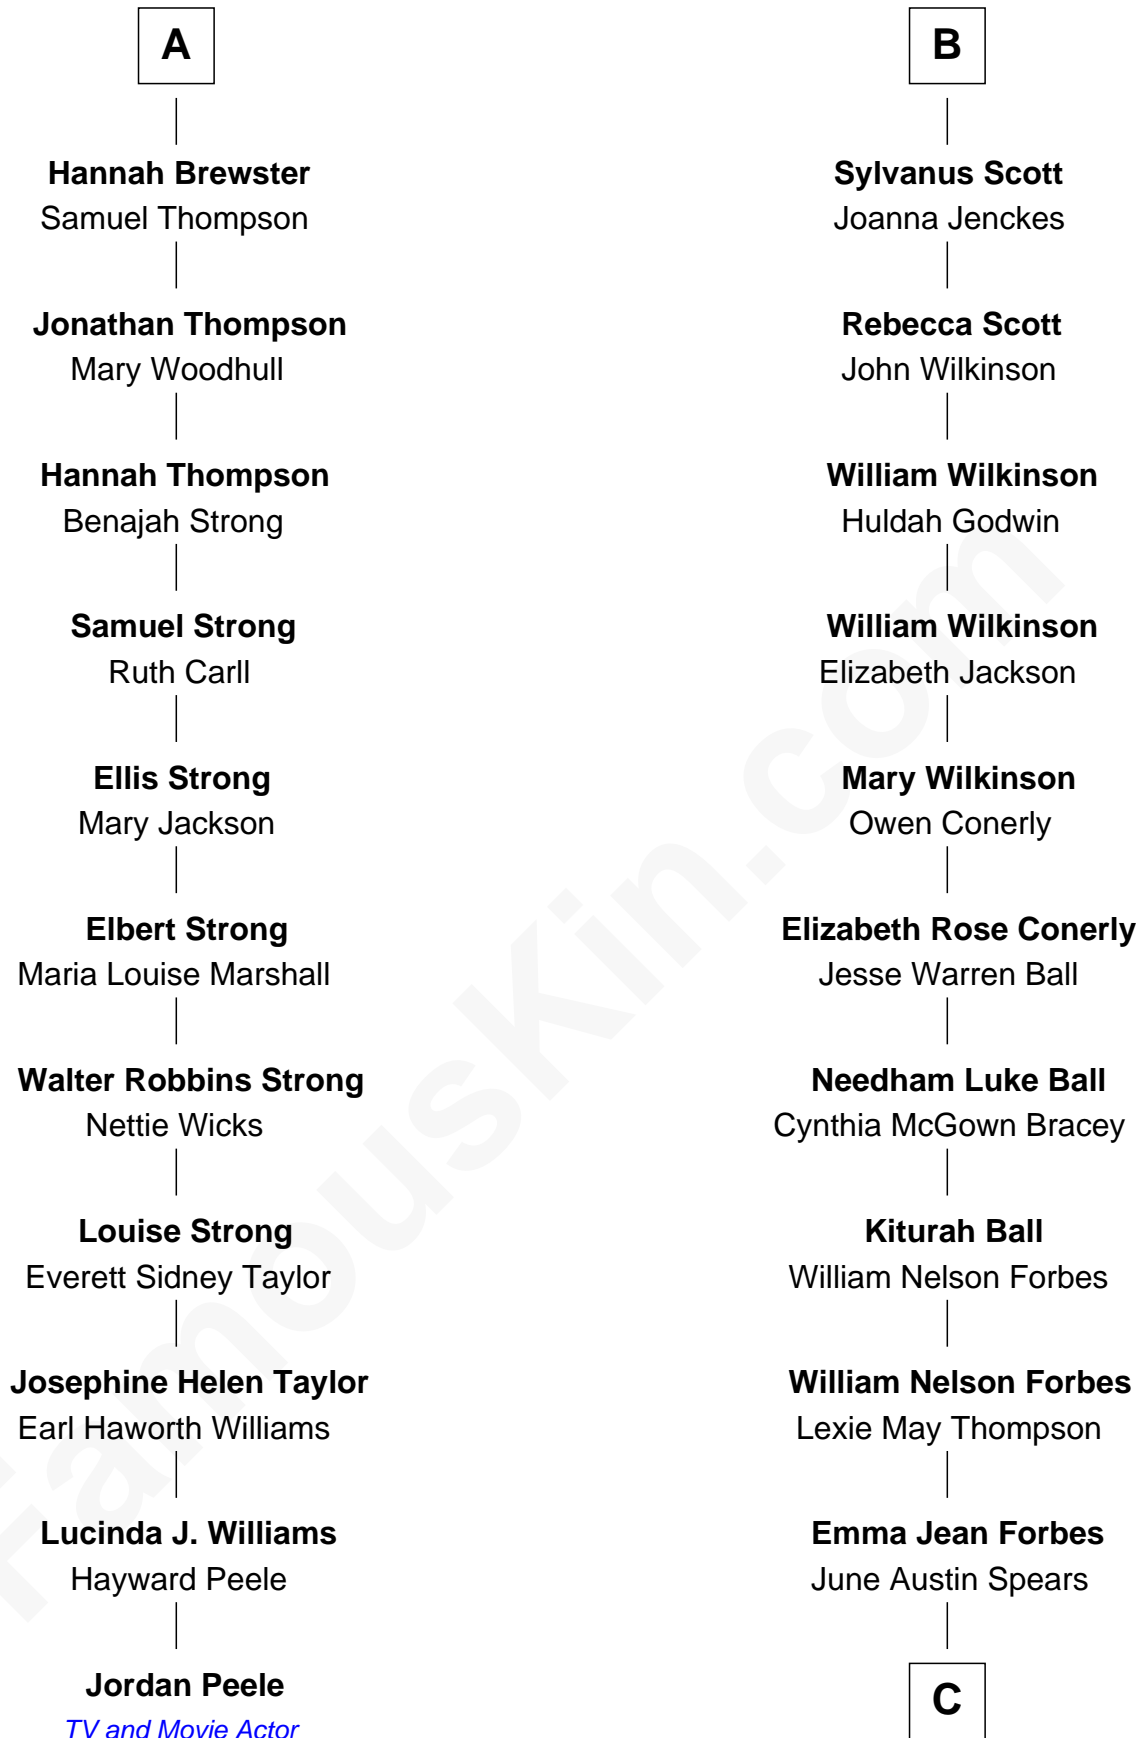 A
Hannah Brewster
Samuel Thompson
Jonathan Thompson
Mary Woodhull
Hannah Thompson
Benajah Strong
Samuel Strong
Ruth Carll
Ellis Strong
Mary Jackson
Elbert Strong
Maria Louise Marshall
Walter Robbins Strong
Nettie Wicks
Louise Strong
Everett Sidney Taylor
Josephine Helen Taylor
Earl Haworth Williams
Lucinda J. Williams
Hayward Peele
Jordan Peele
TV and Movie Actor
B
Sylvanus Scott
Joanna Jenckes
Rebecca Scott
John Wilkinson
William Wilkinson
Huldah Godwin
William Wilkinson
Elizabeth Jackson
Mary Wilkinson
Owen Conerly
Elizabeth Rose Conerly
Jesse Warren Ball
Needham Luke Ball
Cynthia McGown Bracey
Kiturah Ball
William Nelson Forbes
William Nelson Forbes
Lexie May Thompson
Emma Jean Forbes
June Austin Spears
C
FamousKin.com